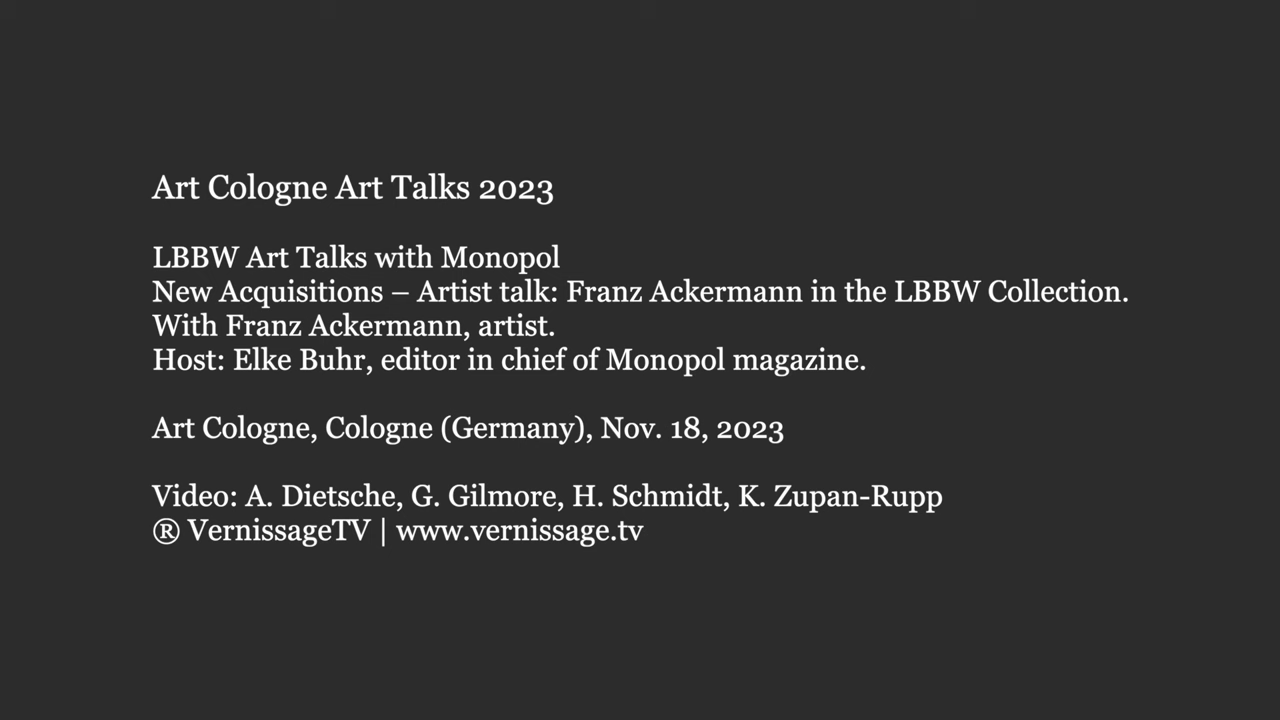 Art Cologne Art Talks 2023
LBBW Art Talks with Monopol
New Acquisitions – Artist talk: Franz Ackermann in the LBBW Collection.
With Franz Ackermann, artist.
Host: Elke Buhr, editor in chief of Monopol magazine.
Art Cologne, Cologne (Germany), Nov. 18, 2023
Video: A. Dietsche, G. Gilmore, H. Schmidt, K. Zupan-Rupp
® VernissageTV | www.vernissage.tv